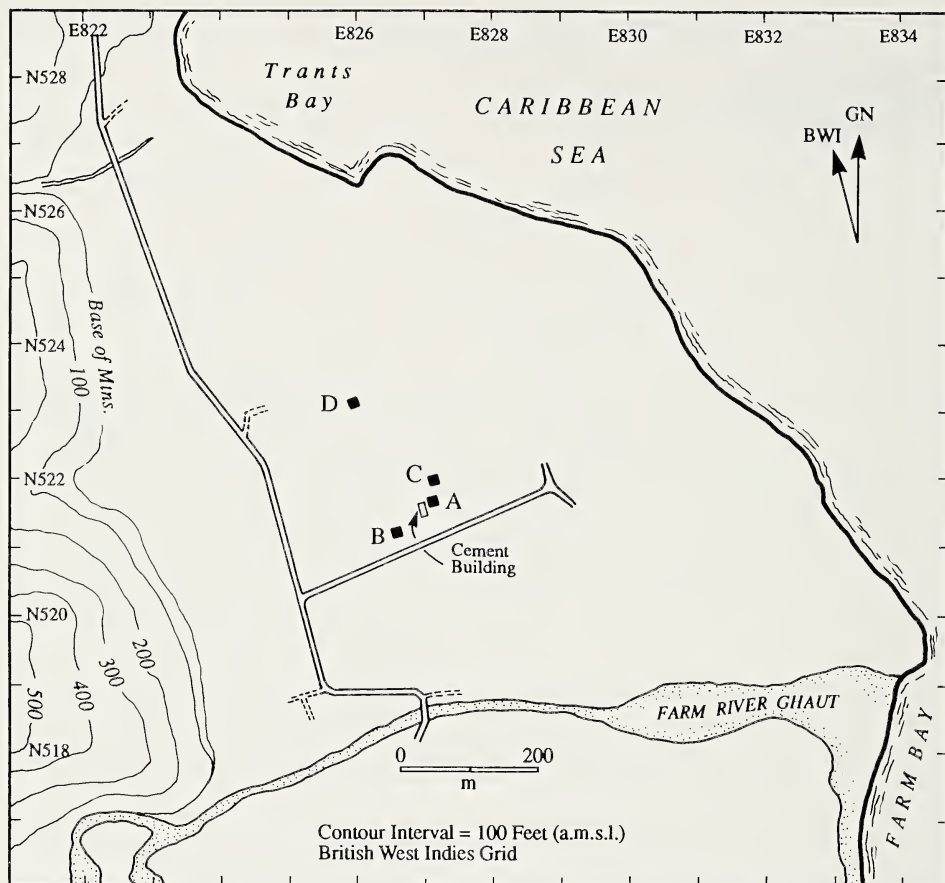 E822
E826
E828
E830
E832
E834
N528
Trants
Bay
CARIBBEAN
SEA
GN
BWI
N526
Base of Mtns.
N524
100
D
N522
C
A
B
Cement
Building
N520
200
300
400
500
FARM RIVER GHAUT
N518
0 200
m
FARM BAY
Contour Interval = 100 Feet (a.m.s.l.)
British West Indies Grid